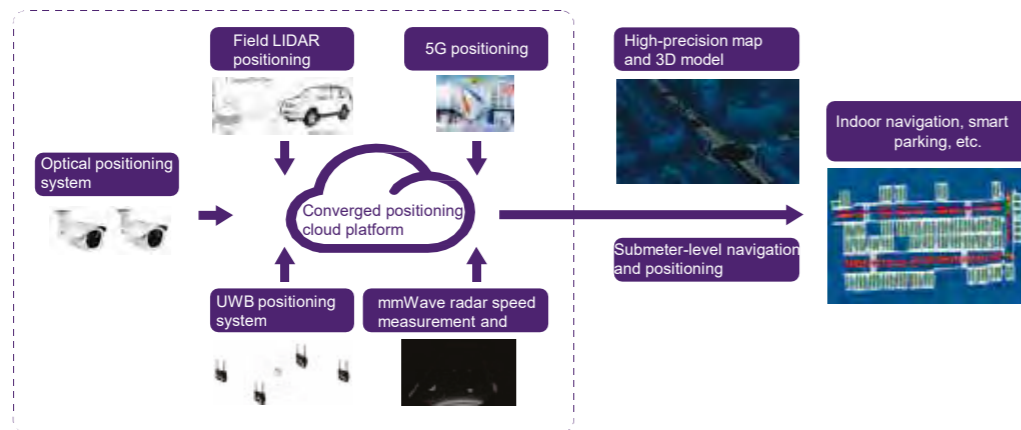 Field LIDAR
positioning
5G positioning
High-precision map
and 3D model
Indoor navigation, smart
parking, etc.
Optical positioning
system
Converged positioning
cloud platform
Submeter-level navigation
and positioning
UWB positioning
system
mmWave radar speed
measurement and